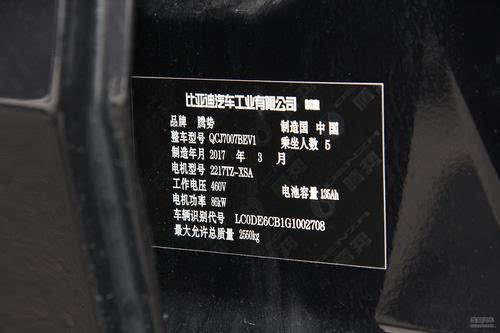 比亚迪汽车工业有限公司 制造
品牌 腾势 制造国 中国
整车型号 QCJ7007BEV1 乘坐人数 5
制造年月 2017 年 3 月
电机型号 2217TZ-XSA
工作电压 460V 电池容量 135Ah
电机功率 86kW
车辆识别代号 LC0DE6CB1G1002708
最大允许总质量 2550kg